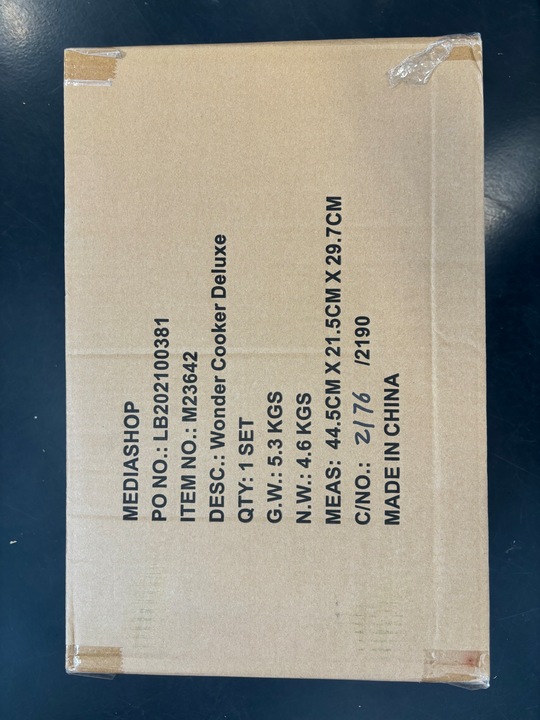 MEDIASHOP
PO NO.: LB202100381
ITEM NO.: M23642
DESC.: Wonder Cooker Deluxe
QTY: 1 SET
G.W.: 5.3 KGS
N.W.: 4.6 KGS
MEAS: 44.5CM X 21.5CM X 29.7CM
C/NO.: 2176 /2190
MADE IN CHINA